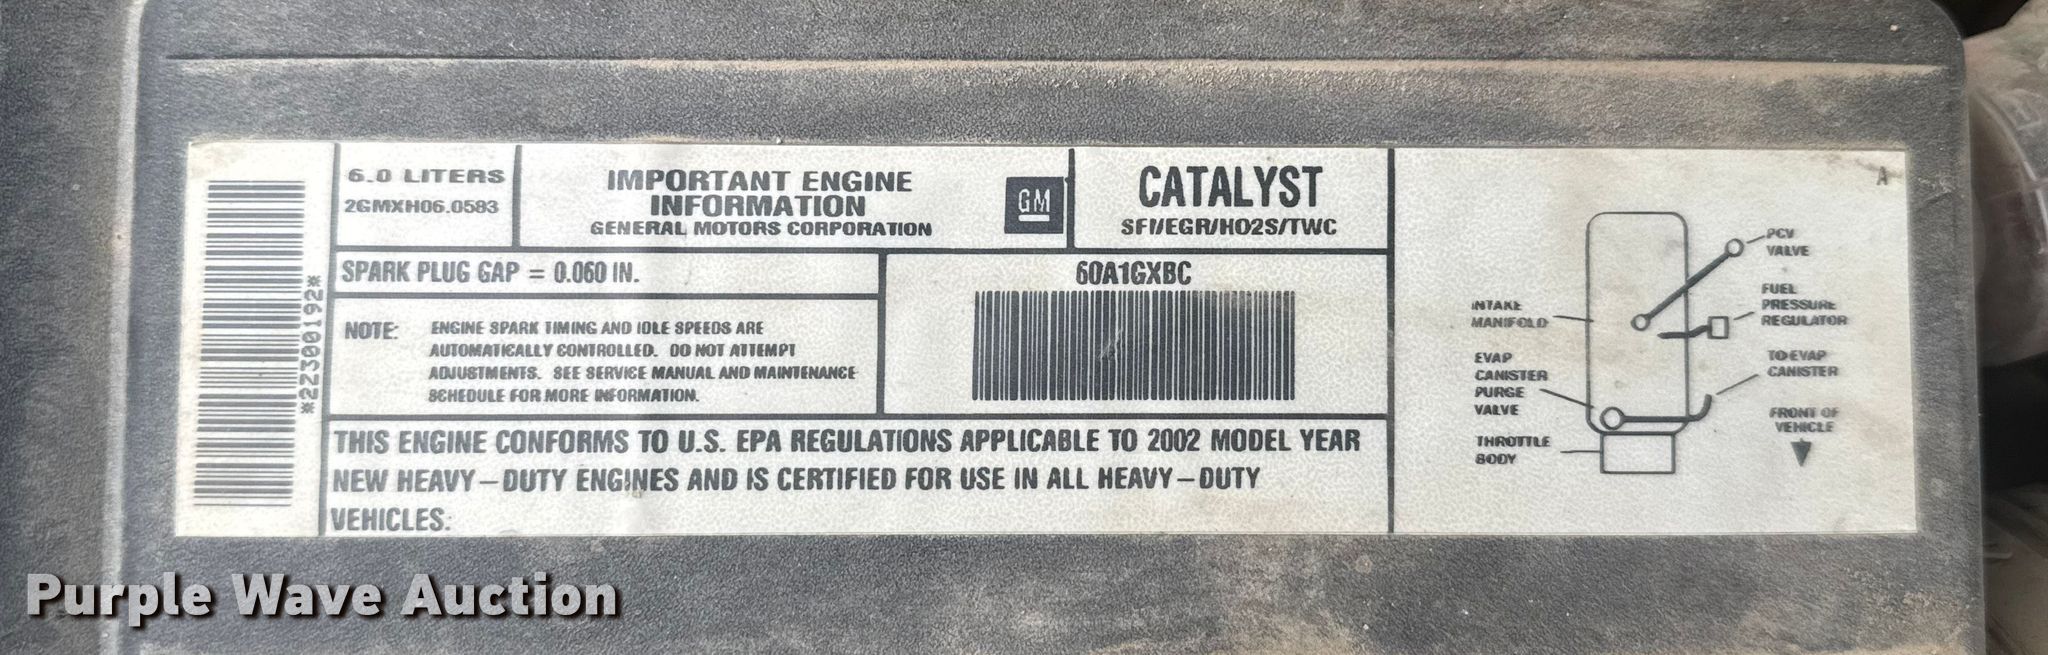 *22300192*
6.0 LITERS
2GMXH06.0583
IMPORTANT ENGINE
INFORMATION
GENERAL MOTORS CORPORATION
GM
CATALYST
SFI/EGR/HO2S/TWC
SPARK PLUG GAP = 0.060 IN.
NOTE: ENGINE SPARK TIMING AND IDLE SPEEDS ARE
AUTOMATICALLY CONTROLLED. DO NOT ATTEMPT
ADJUSTMENTS. SEE SERVICE MANUAL AND MAINTENANCE
SCHEDULE FOR MORE INFORMATION.
60A1GXBC
THIS ENGINE CONFORMS TO U.S. EPA REGULATIONS APPLICABLE TO 2002 MODEL YEAR
NEW HEAVY-DUTY ENGINES AND IS CERTIFIED FOR USE IN ALL HEAVY-DUTY
VEHICLES.
A
INTAKE
MANIFOLD
EVAP
CANISTER
PURGE
VALVE
THROTTLE
BODY
PCV
VALVE
FUEL
PRESSURE
REGULATOR
TO EVAP
CANISTER
FRONT OF
VEHICLE
Purple Wave Auction